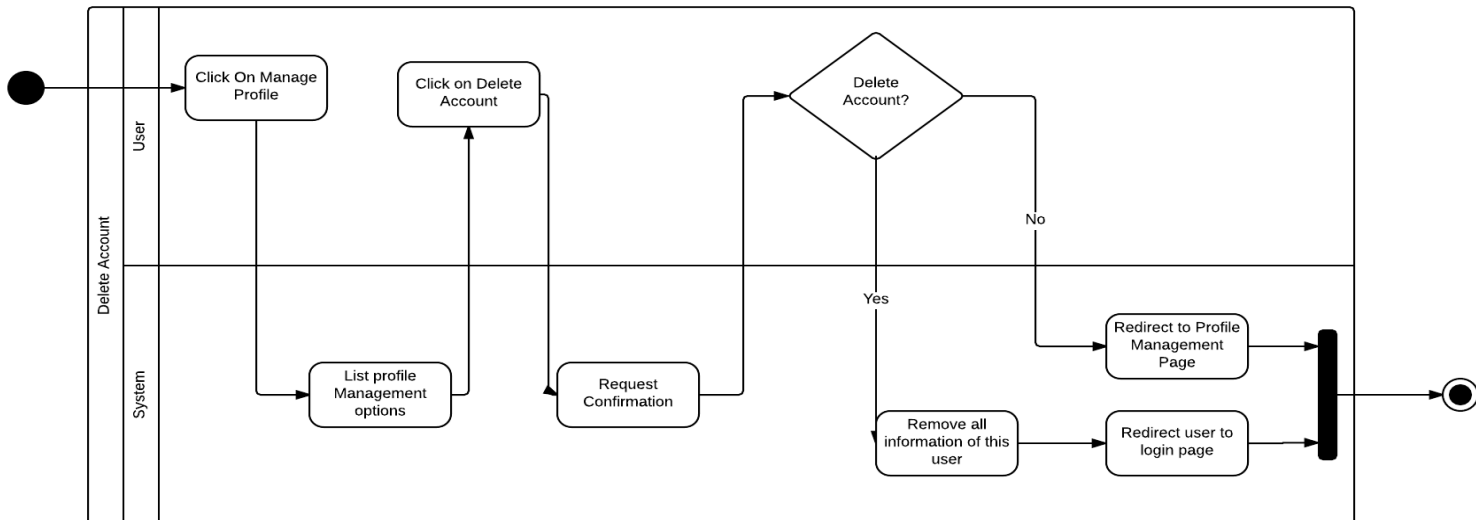 Delete Account
User
System
Click On Manage
Profile
Click on Delete
Account
Delete
Account?
No
Yes
List profile
Management
options
Request
Confirmation
Redirect to Profile
Management
Page
Remove all
information of this
user
Redirect user to
login page